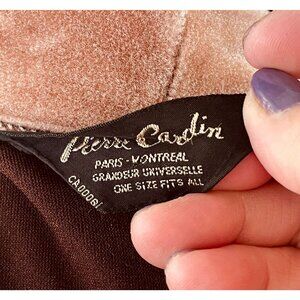 Pierre Cardin
PARIS - MONTREAL
GRANDEUR UNIVERSELLE
ONE SIZE FITS ALL